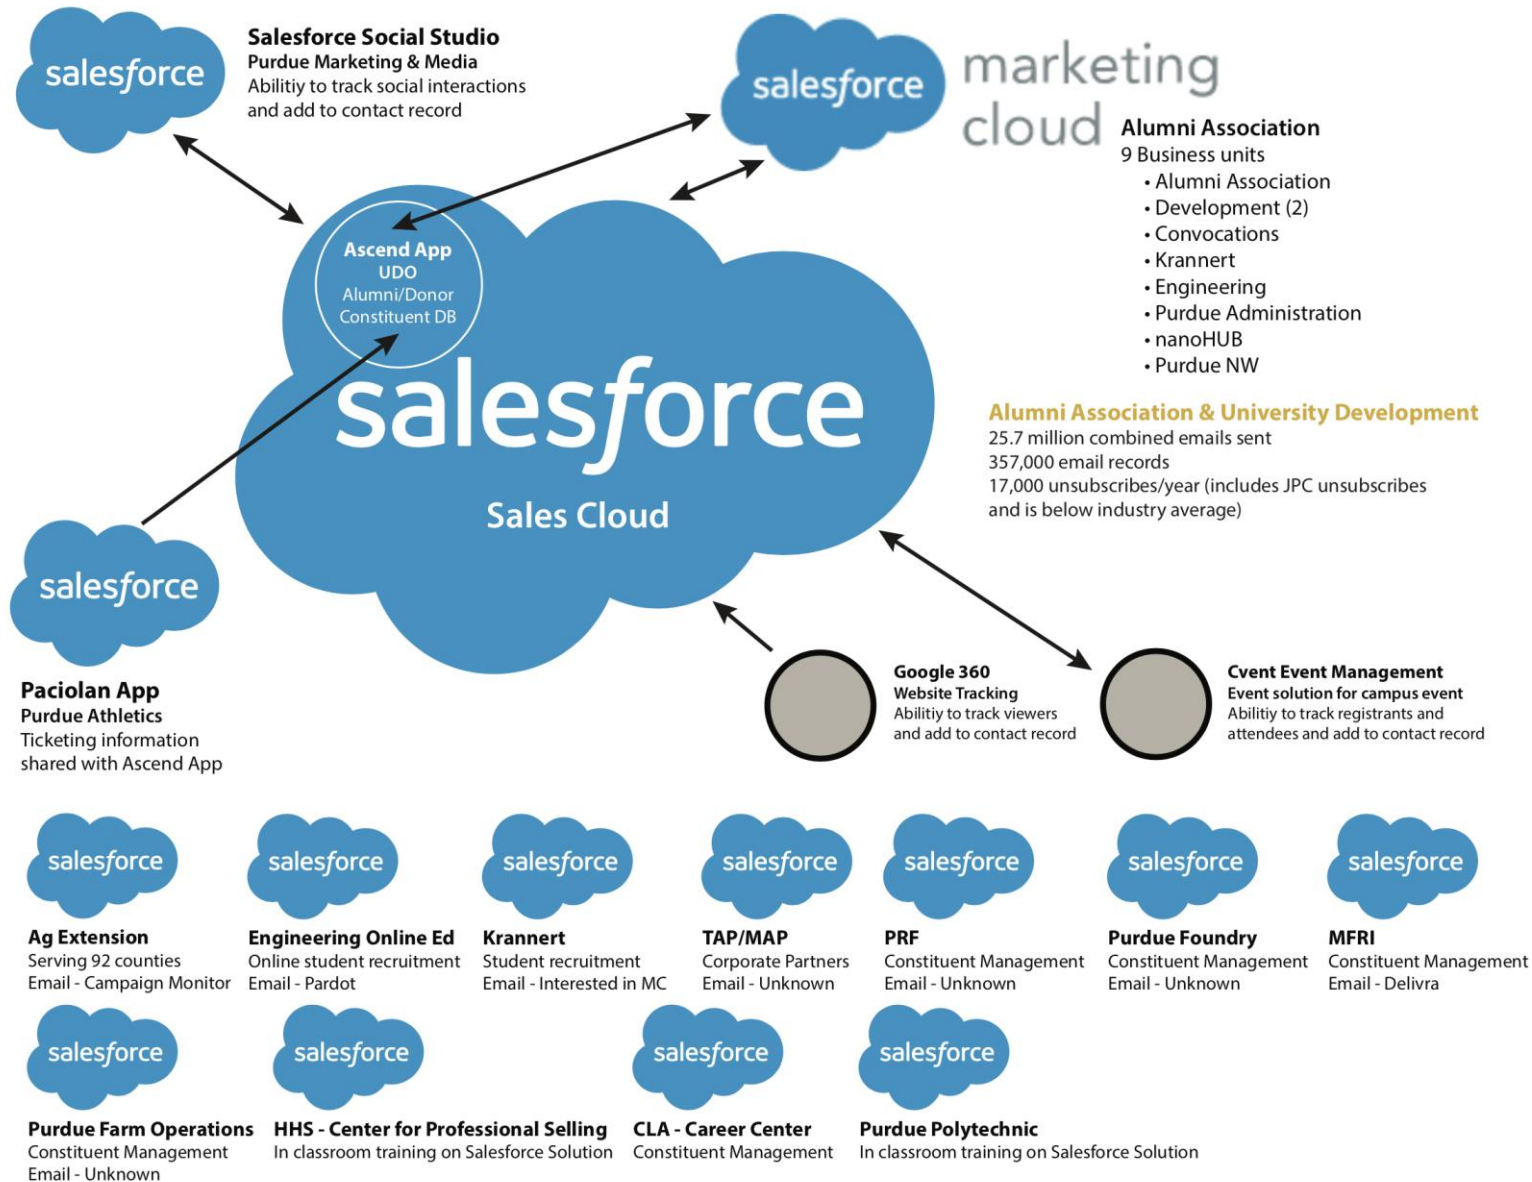 salesforce
Salesforce Social Studio
Purdue Marketing & Media
Abilitiy to track social interactions
and add to contact record
salesforce
marketing
cloud
Alumni Association
9 Business units
• Alumni Association
• Development (2)
• Convocations
• Krannert
• Engineering
• Purdue Administration
• nanoHUB
• Purdue NW
Ascend App
UDO
Alumni/Donor
Constituent DB
salesforce
Sales Cloud
Alumni Association & University Development
25.7 million combined emails sent
357,000 email records
17,000 unsubscribes/year (includes JPC unsubscribes
and is below industry average)
salesforce
Paciolan App
Purdue Athletics
Ticketing information
shared with Ascend App
Google 360
Website Tracking
Abilitiy to track viewers
and add to contact record
Cvent Event Management
Event solution for campus event
Abilitiy to track registrants and
attendees and add to contact record
salesforce
Ag Extension
Serving 92 counties
Email - Campaign Monitor
salesforce
Engineering Online Ed
Online student recruitment
Email - Pardot
salesforce
Krannert
Student recruitment
Email - Interested in MC
salesforce
TAP/MAP
Corporate Partners
Email - Unknown
salesforce
PRF
Constituent Management
Email - Unknown
salesforce
Purdue Foundry
Constituent Management
Email - Unknown
salesforce
MFRI
Constituent Management
Email - Delivra
salesforce
Purdue Farm Operations
Constituent Management
Email - Unknown
salesforce
HHS - Center for Professional Selling
In classroom training on Salesforce Solution
salesforce
CLA - Career Center
Constituent Management
salesforce
Purdue Polytechnic
In classroom training on Salesforce Solution